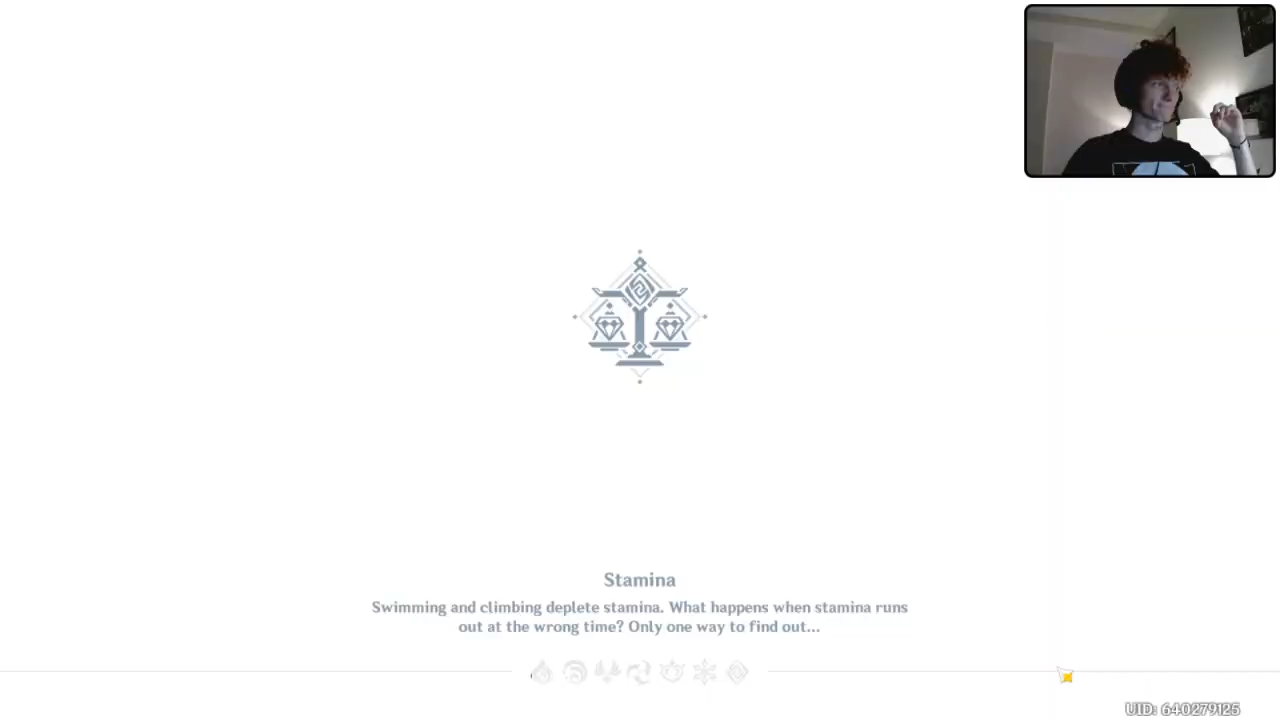 Stamina
Swimming and climbing deplete stamina. What happens when stamina runs
out at the wrong time? Only one way to find out...
UID: 640279125